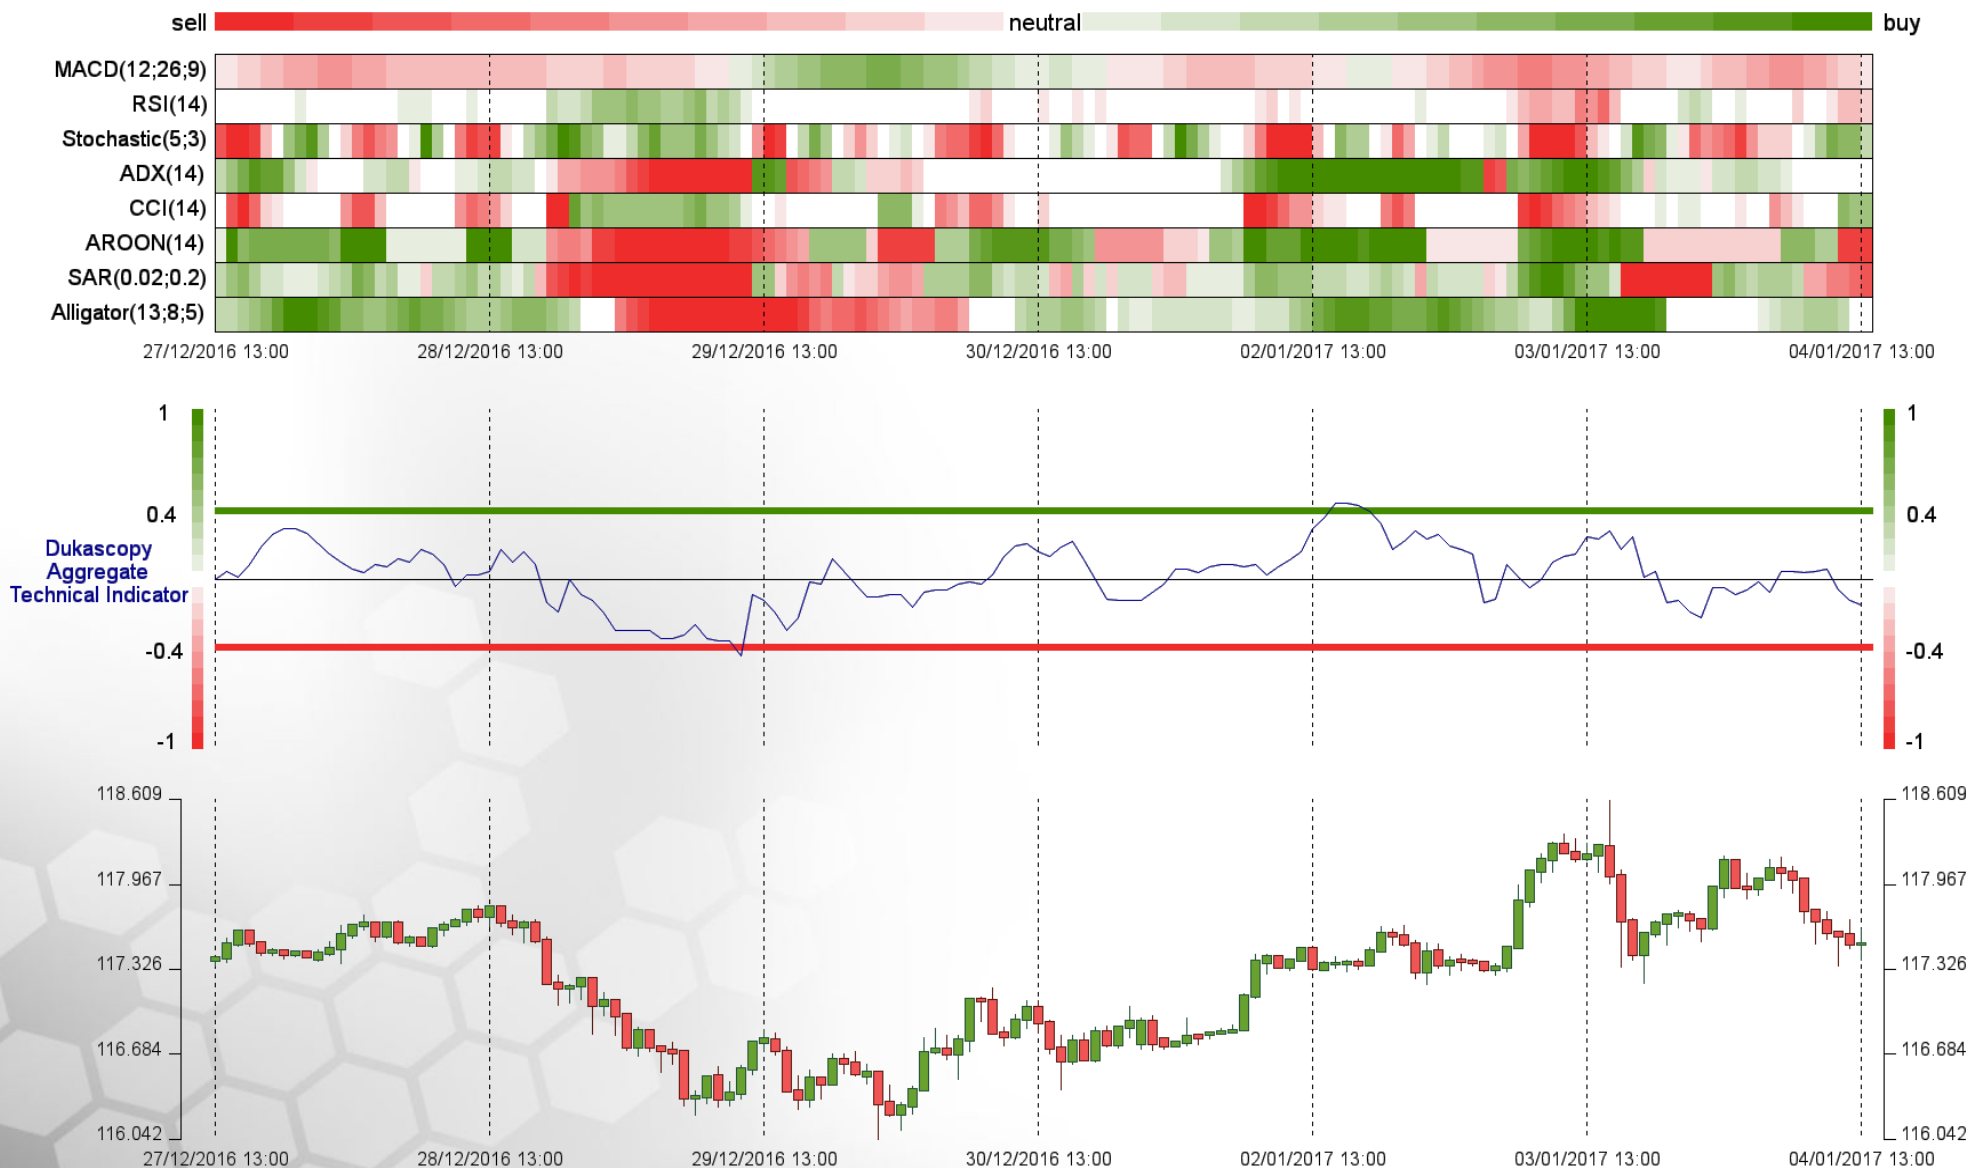 sell neutral buy
MACD(12;26;9)
RSI(14)
Stochastic(5;3)
ADX(14)
CCI(14)
AROON(14)
SAR(0.02;0.2)
Alligator(13;8;5)
27/12/2016 13:00 28/12/2016 13:00 29/12/2016 13:00 30/12/2016 13:00 02/01/2017 13:00 03/01/2017 13:00 04/01/2017 13:00
1 1
0.4 0.4
Dukascopy
Aggregate
Technical Indicator
-0.4 -0.4
-1 -1
118.609 118.609
117.967 117.967
117.326 117.326
116.684 116.684
116.042 116.042
27/12/2016 13:00 28/12/2016 13:00 29/12/2016 13:00 30/12/2016 13:00 02/01/2017 13:00 03/01/2017 13:00 04/01/2017 13:00